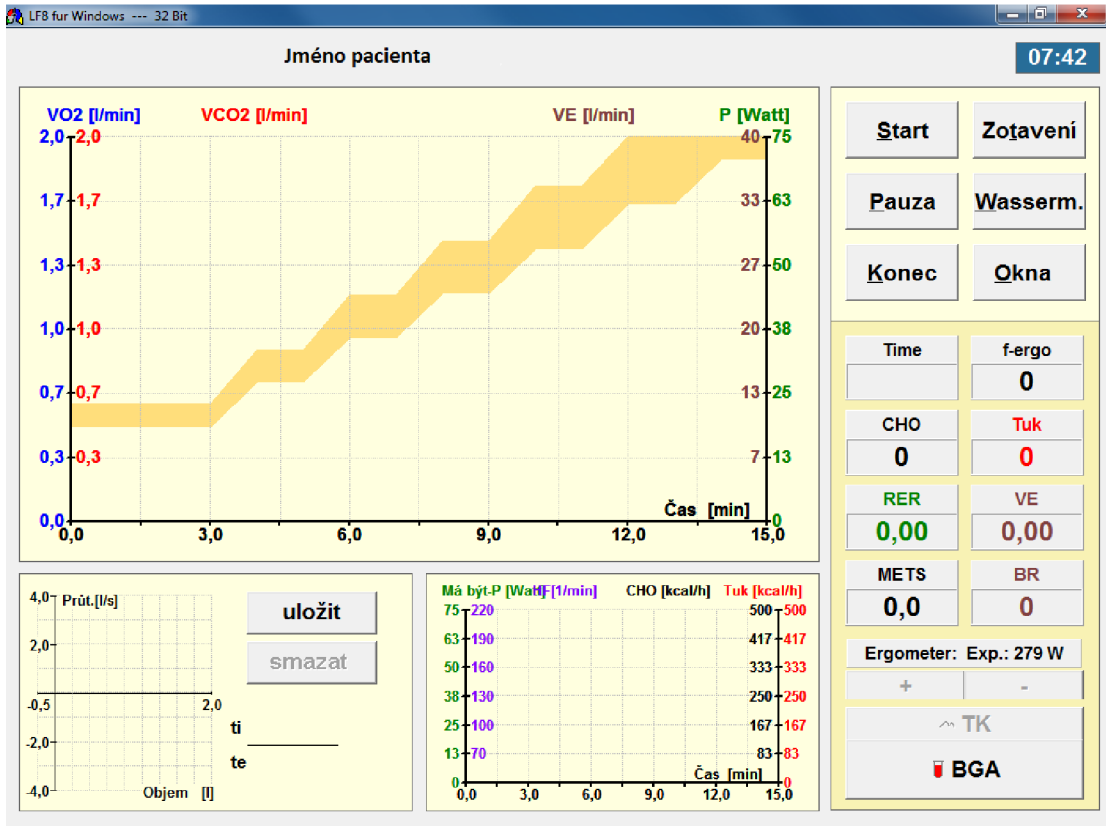 LF8 fur Windows --- 32 Bit
Jméno pacienta
07:42
VO2 [l/min] VCO2 [l/min] VE [l/min] P [Watt]
2,0 2,0 40 75
1,7 1,7 33 63
1,3 1,3 27 50
1,0 1,0 20 38
0,7 0,7 13 25
0,3 0,3 7 13
Čas [min]
0,0 0
0,0 3,0 6,0 9,0 12,0 15,0
Start Zotavení
Pauza Wasserm.
Konec Okna
Time f-ergo
0
CHO Tuk
0 0
RER VE
0,00 0,00
METS BR
0,0 0
Ergometer: Exp.: 279 W
+ -
TK
BGA
4,0 Průt.[l/s]
2,0
-0,5 2,0
-2,0
-4,0 Objem [l]
uložit
smazat
ti
te
Má být-P [Watt] HF[1/min] CHO [kcal/h] Tuk [kcal/h]
75 220 500 500
63 190 417 417
50 160 333 333
38 130 250 250
25 100 167 167
13 70 83 83
Čas [min]
0 0
0,0 3,0 6,0 9,0 12,0 15,0